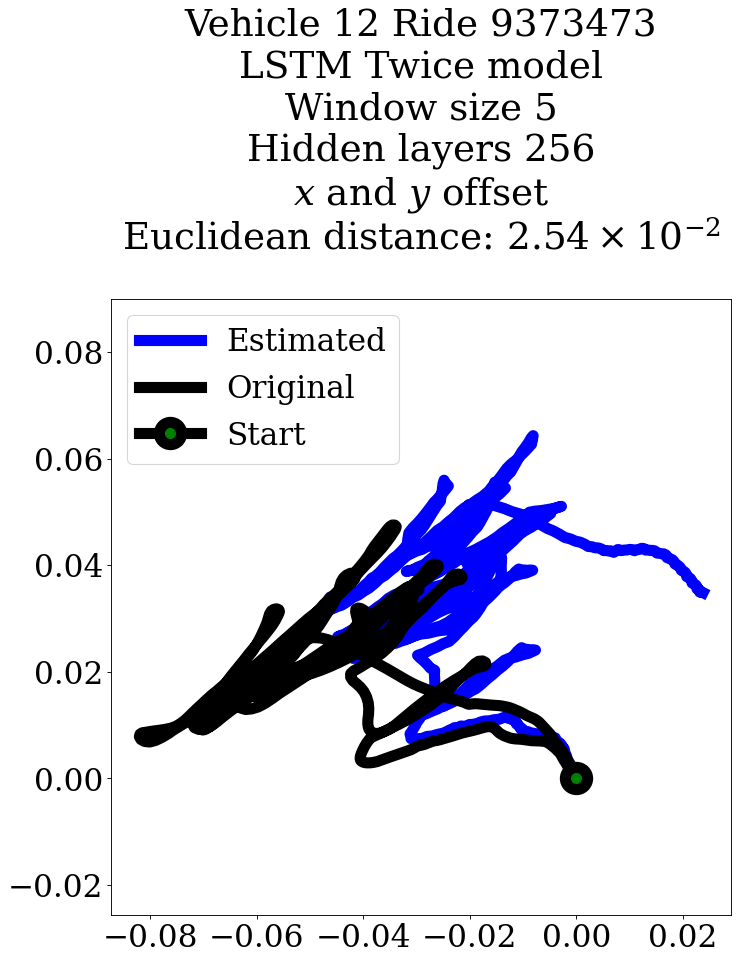 Vehicle 12 Ride 9373473
LSTM Twice model
Window size 5
Hidden layers 256
x and y offset
Euclidean distance: 2.54 × 10⁻²
Estimated
Original
Start
0.08
0.06
0.04
0.02
0.00
−0.02
−0.08 −0.06 −0.04 −0.02 0.00 0.02